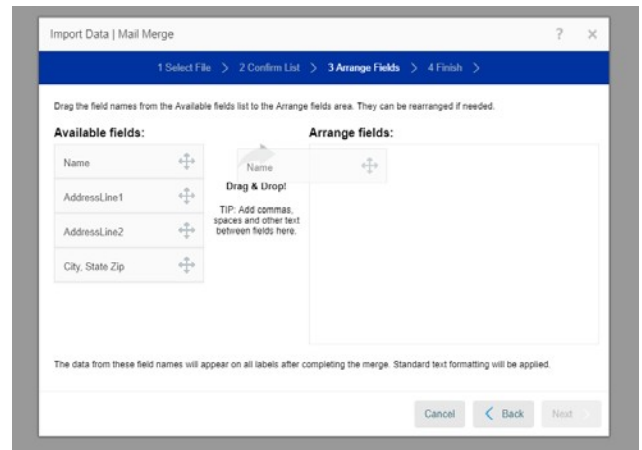 Import Data | Mail Merge ? ×
1 Select File > 2 Confirm List > 3 Arrange Fields > 4 Finish >
Drag the field names from the Available fields list to the Arrange fields area. They can be rearranged if needed.
Available fields:
Arrange fields:
Name
AddressLine1
AddressLine2
City, State Zip
Name
Drag & Drop!
TIP: Add commas,
spaces and other text
between fields here.
The data from these field names will appear on all labels after completing the merge. Standard text formatting will be applied.
Cancel
Back
Next